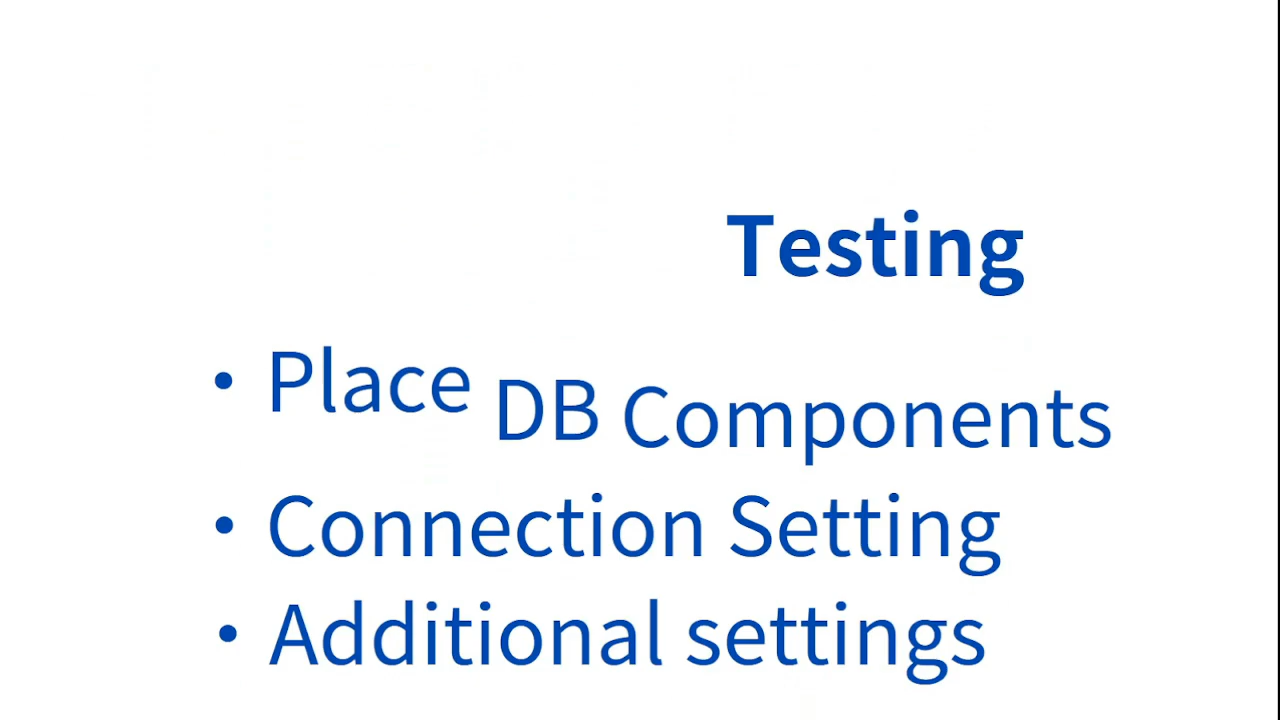 Testing
• Place DB Components
• Connection Setting
• Additional settings